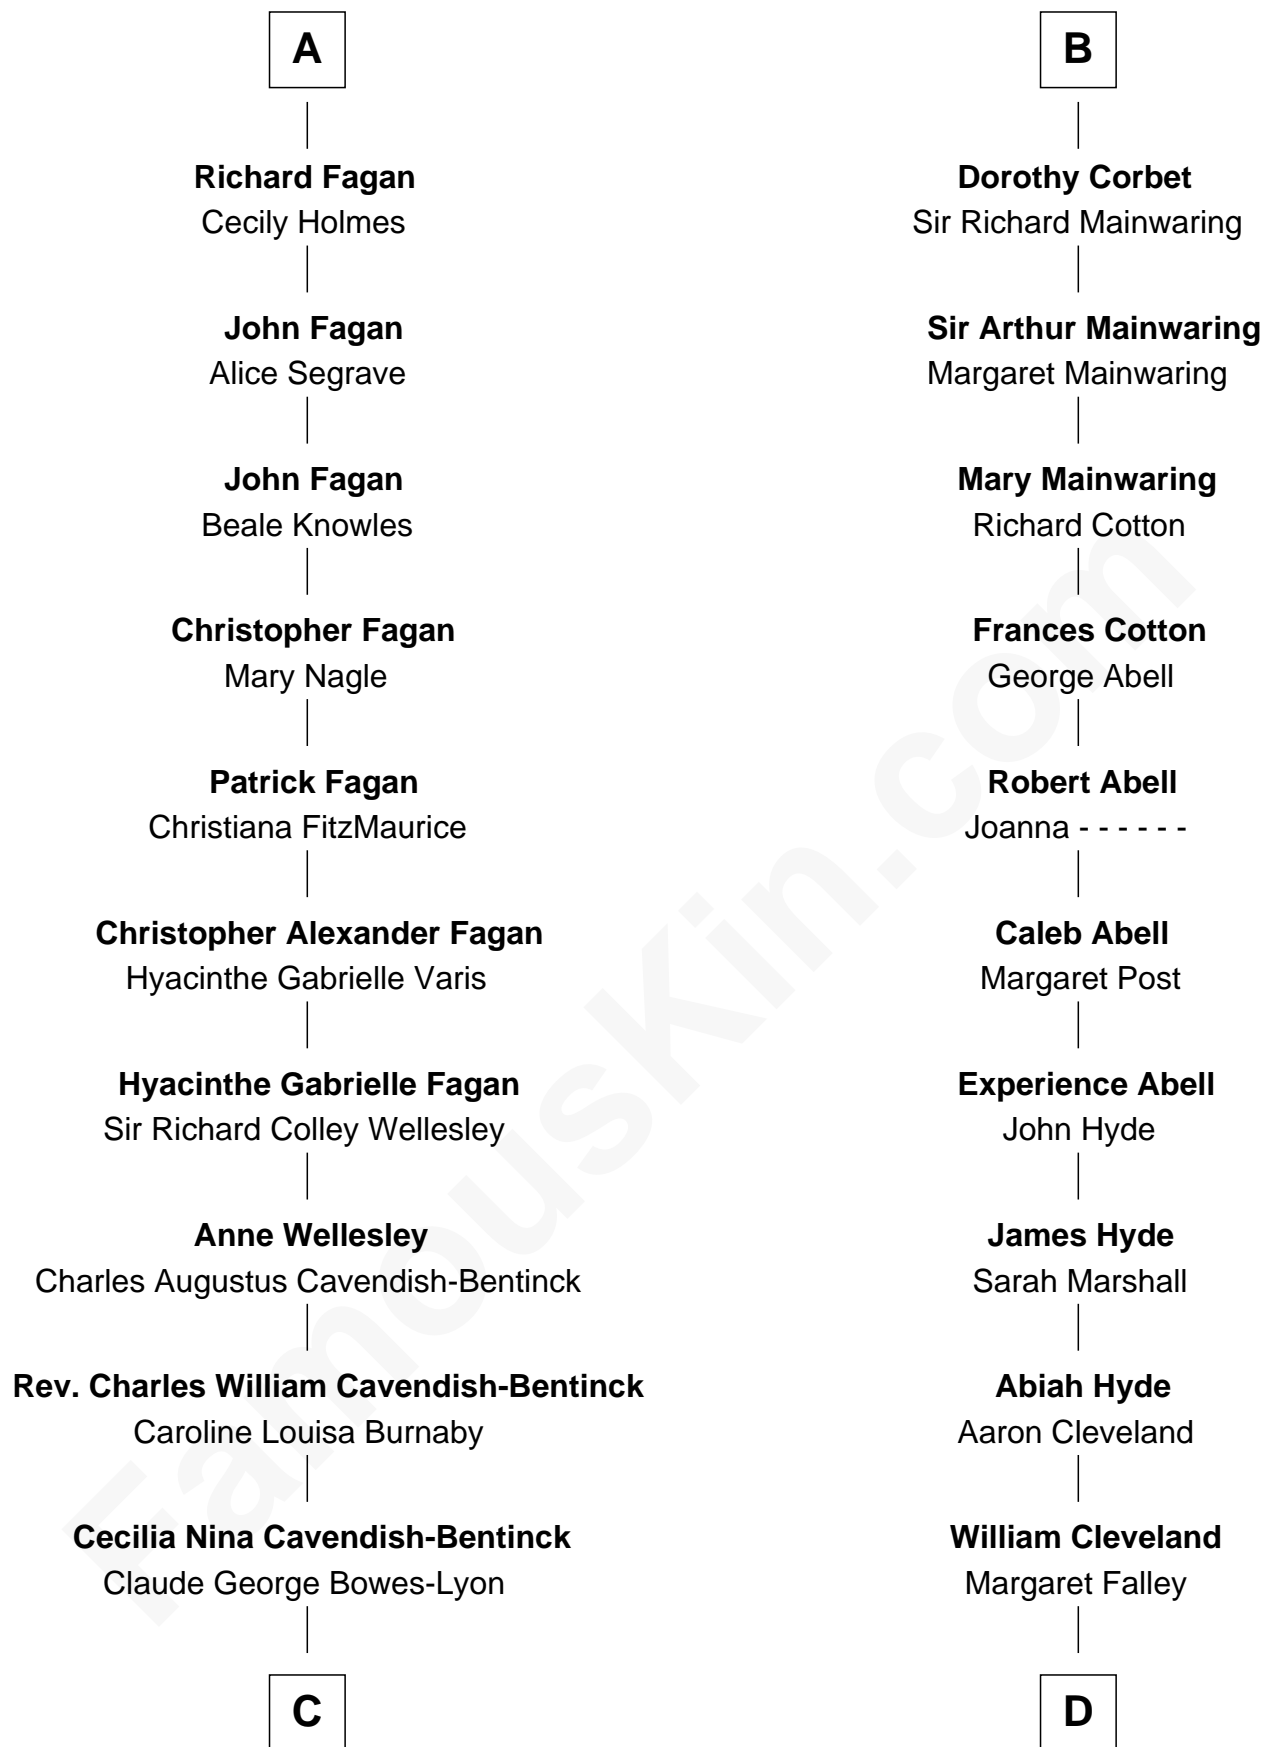 A
Richard Fagan
Cecily Holmes
John Fagan
Alice Segrave
John Fagan
Beale Knowles
Christopher Fagan
Mary Nagle
Patrick Fagan
Christiana FitzMaurice
Christopher Alexander Fagan
Hyacinthe Gabrielle Varis
Hyacinthe Gabrielle Fagan
Sir Richard Colley Wellesley
Anne Wellesley
Charles Augustus Cavendish-Bentinck
Rev. Charles William Cavendish-Bentinck
Caroline Louisa Burnaby
Cecilia Nina Cavendish-Bentinck
Claude George Bowes-Lyon
C
B
Dorothy Corbet
Sir Richard Mainwaring
Sir Arthur Mainwaring
Margaret Mainwaring
Mary Mainwaring
Richard Cotton
Frances Cotton
George Abell
Robert Abell
Joanna - - - - - -
Caleb Abell
Margaret Post
Experience Abell
John Hyde
James Hyde
Sarah Marshall
Abiah Hyde
Aaron Cleveland
William Cleveland
Margaret Falley
D
FamousKin.com